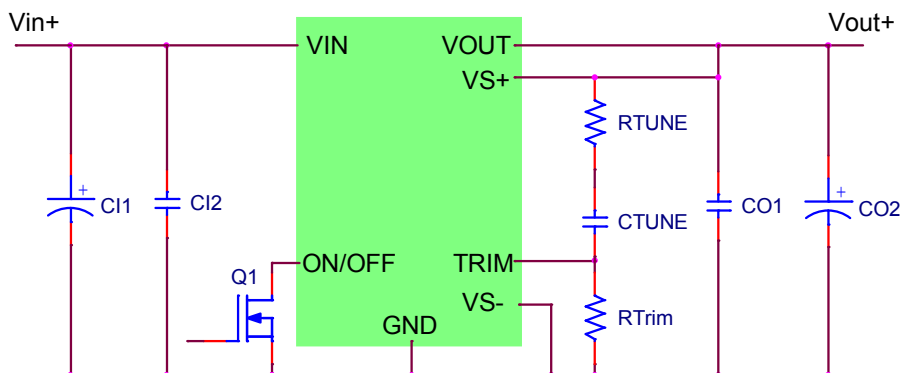 Vin+
Vout+
VIN
VOUT
VS+
RTUNE
+
CI1
CI2
CTUNE
CO1
+
CO2
Q1
ON/OFF
TRIM
VS-
RTrim
GND